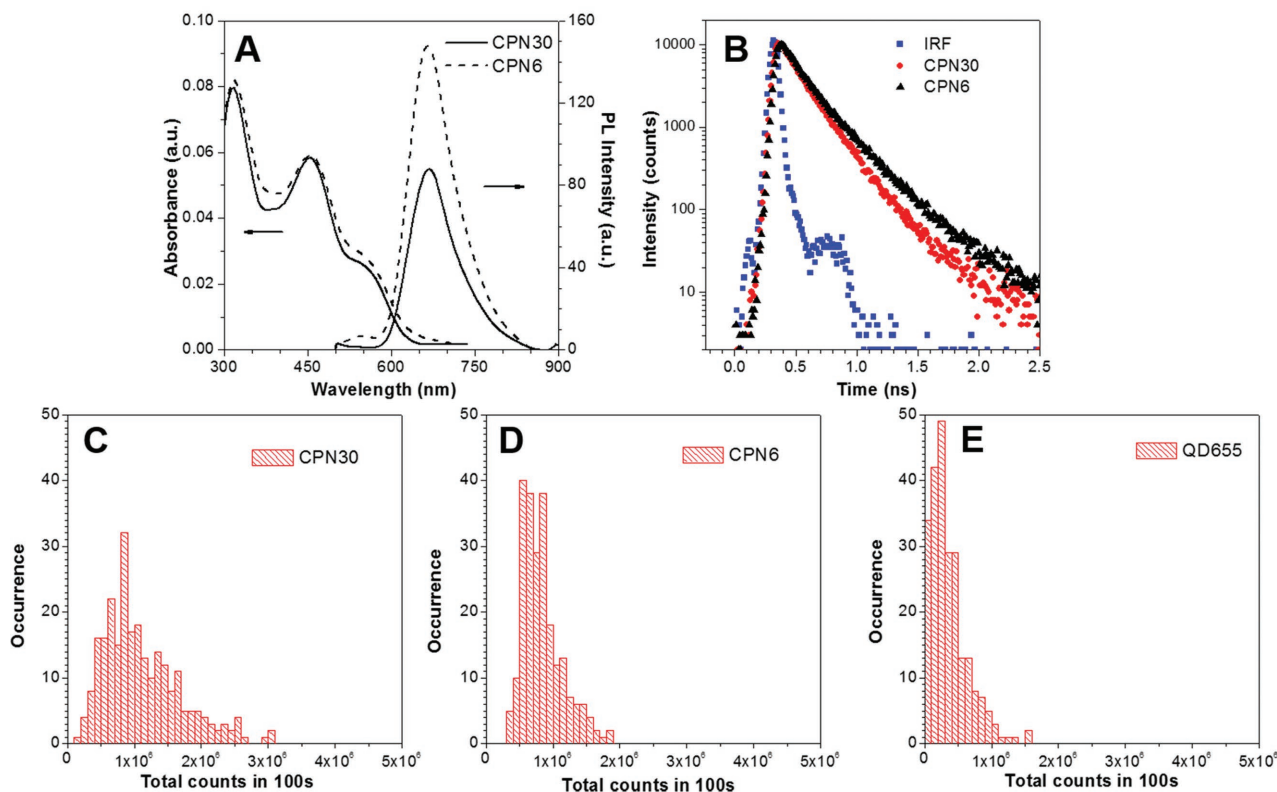 A
CPN30
CPN6
Absorbance (a.u.)
0.10
0.08
0.06
0.04
0.02
0.00
160
120
80
40
0
PL Intensity (a.u.)
300 450 600 750 900
Wavelength (nm)
B
IRF
CPN30
CPN6
Intensity (counts)
10000
1000
100
10
0.0 0.5 1.0 1.5 2.0 2.5
Time (ns)
C
CPN30
Occurrence
50
40
30
20
10
0
0 1x10⁶ 2x10⁶ 3x10⁶ 4x10⁶ 5x10⁶
Total counts in 100s
D
CPN6
Occurrence
50
40
30
20
10
0
0 1x10⁶ 2x10⁶ 3x10⁶ 4x10⁶ 5x10⁶
Total counts in 100s
E
QD655
Occurrence
50
40
30
20
10
0
0 1x10⁶ 2x10⁶ 3x10⁶ 4x10⁶ 5x10⁶
Total counts in 100s